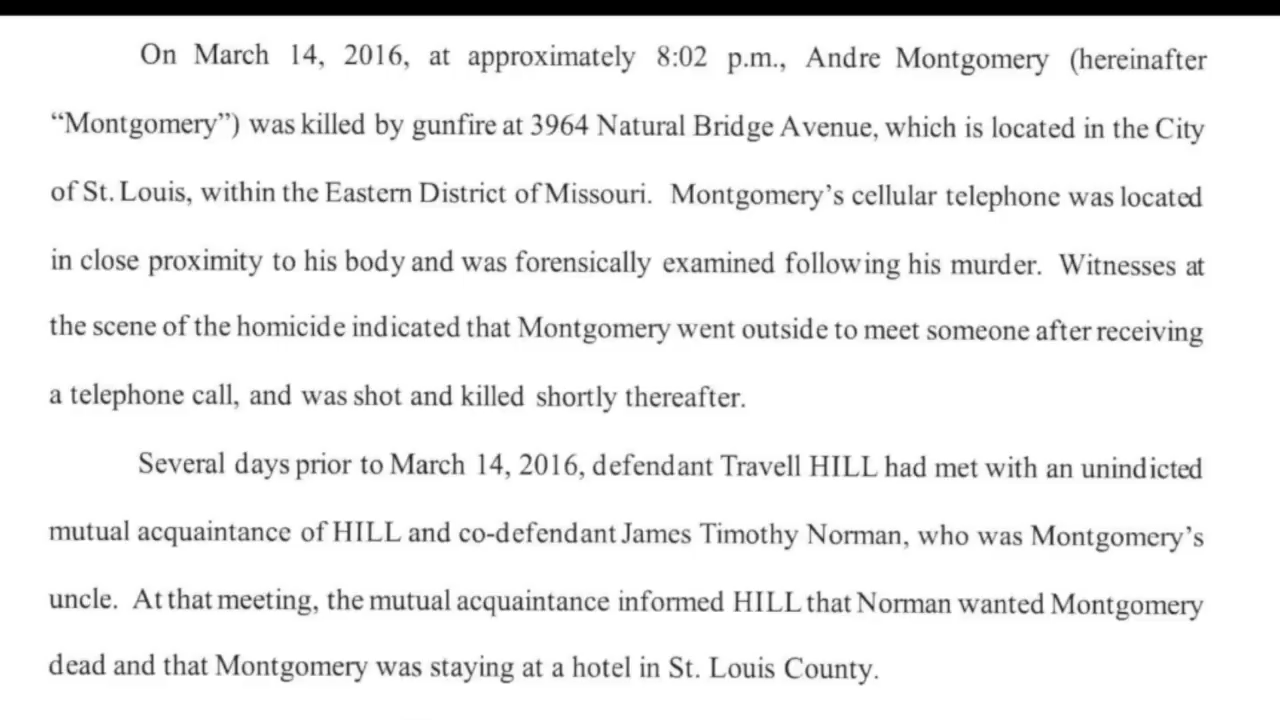 On March 14, 2016, at approximately 8:02 p.m., Andre Montgomery (hereinafter
“Montgomery”) was killed by gunfire at 3964 Natural Bridge Avenue, which is located in the City
of St. Louis, within the Eastern District of Missouri. Montgomery’s cellular telephone was located
in close proximity to his body and was forensically examined following his murder. Witnesses at
the scene of the homicide indicated that Montgomery went outside to meet someone after receiving
a telephone call, and was shot and killed shortly thereafter.
Several days prior to March 14, 2016, defendant Travell HILL had met with an unindicted
mutual acquaintance of HILL and co-defendant James Timothy Norman, who was Montgomery’s
uncle. At that meeting, the mutual acquaintance informed HILL that Norman wanted Montgomery
dead and that Montgomery was staying at a hotel in St. Louis County.